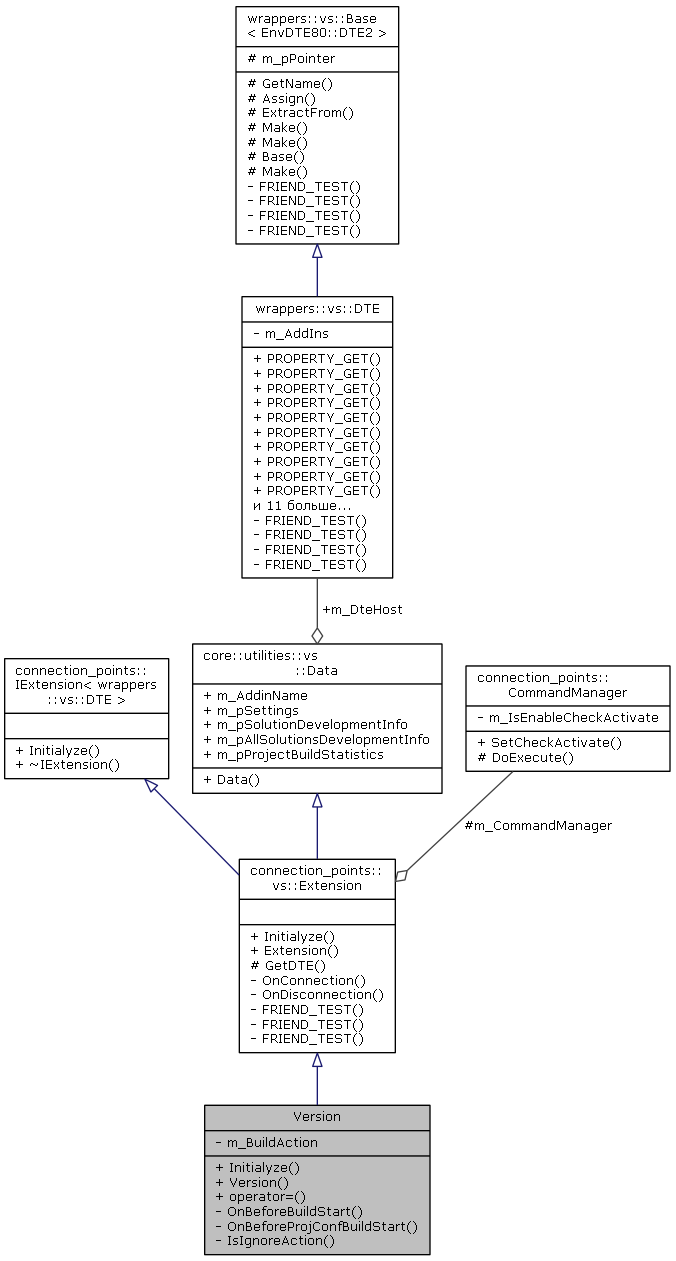 wrappers::vs::Base
< EnvDTE80::DTE2 >
# m_pPointer
# GetName()
# Assign()
# ExtractFrom()
# Make()
# Make()
# Base()
# Make()
- FRIEND_TEST()
- FRIEND_TEST()
- FRIEND_TEST()
- FRIEND_TEST()
wrappers::vs::DTE
- m_AddIns
+ PROPERTY_GET()
+ PROPERTY_GET()
+ PROPERTY_GET()
+ PROPERTY_GET()
+ PROPERTY_GET()
+ PROPERTY_GET()
+ PROPERTY_GET()
+ PROPERTY_GET()
+ PROPERTY_GET()
+ PROPERTY_GET()
и 11 больше...
- FRIEND_TEST()
- FRIEND_TEST()
- FRIEND_TEST()
- FRIEND_TEST()
+m_DteHost
connection_points::
IExtension< wrappers
::vs::DTE >
+ Initialyze()
+ ~IExtension()
core::utilities::vs
::Data
+ m_AddinName
+ m_pSettings
+ m_pSolutionDevelopmentInfo
+ m_pAllSolutionsDevelopmentInfo
+ m_pProjectBuildStatistics
+ Data()
connection_points::
CommandManager
- m_IsEnableCheckActivate
+ SetCheckActivate()
# DoExecute()
#m_CommandManager
connection_points::
vs::Extension
+ Initialyze()
+ Extension()
# GetDTE()
- OnConnection()
- OnDisconnection()
- FRIEND_TEST()
- FRIEND_TEST()
- FRIEND_TEST()
Version
- m_BuildAction
+ Initialyze()
+ Version()
+ operator=()
- OnBeforeBuildStart()
- OnBeforeProjConfBuildStart()
- IsIgnoreAction()